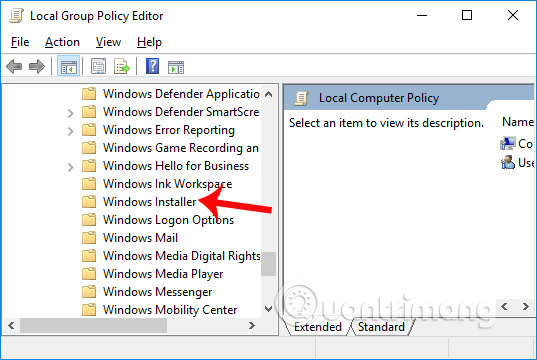 Local Group Policy Editor
File Action View Help
Windows Defender Applicatio
Windows Defender SmartScre
Windows Error Reporting
Windows Game Recording an
Windows Hello for Business
Windows Ink Workspace
Windows Installer
Windows Logon Options
Windows Mail
Windows Media Digital Rights
Windows Media Player
Windows Messenger
Windows Mobility Center
Local Computer Policy
Select an item to view its description.
Name
Co
Use
Quantrimang
Extended Standard